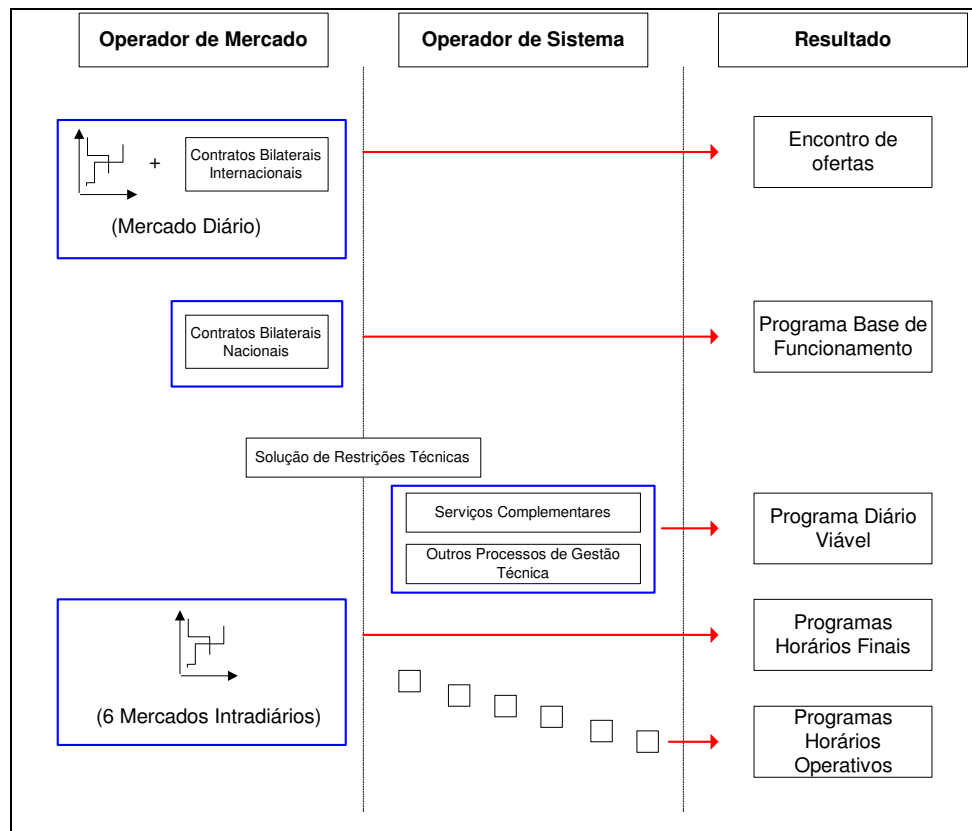 Operador de Mercado
Operador de Sistema
Resultado
+
Contratos Bilaterais
Internacionais
(Mercado Diário)
Encontro de
ofertas
Contratos Bilaterais
Nacionais
Programa Base de
Funcionamento
Solução de Restrições Técnicas
Serviços Complementares
Outros Processos de Gestão
Técnica
Programa Diário
Viável
(6 Mercados Intradiários)
Programas
Horários Finais
Programas
Horários
Operativos